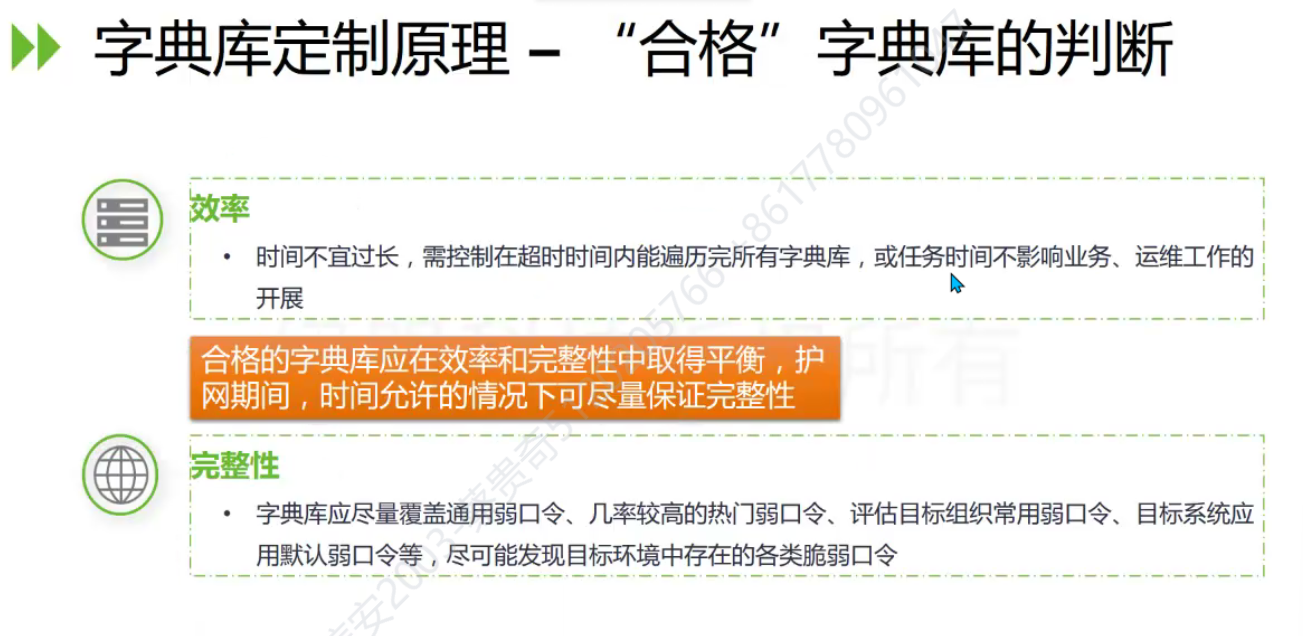 字典库定制原理 – “合格”字典库的判断
效率
• 时间不宜过长，需控制在超时时间内能遍历完所有字典库，或任务时间不影响业务、运维工作的
开展
合格的字典库应在效率和完整性中取得平衡，护
网期间，时间允许的情况下可尽量保证完整性
完整性
• 字典库应尽量覆盖通用弱口令、几率较高的热门弱口令、评估目标组织常用弱口令、目标系统应
用默认弱口令等，尽可能发现目标环境中存在的各类脆弱口令